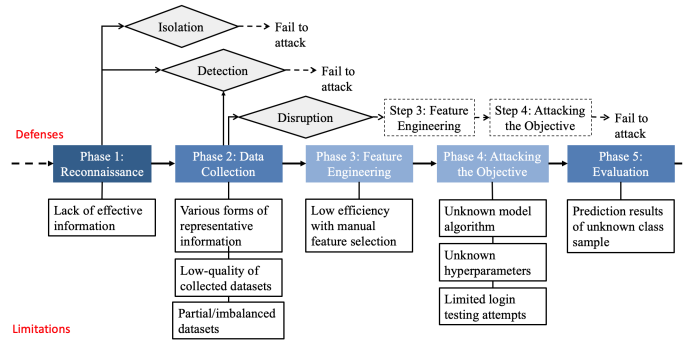 Isolation
Fail to
attack
Detection
Fail to
attack
Disruption
Step 3: Feature
Engineering
Step 4: Attacking
the Objective
Fail to
attack
Defenses
Phase 1:
Reconnaissance
Phase 2: Data
Collection
Phase 3: Feature
Engineering
Phase 4: Attacking
the Objective
Phase 5:
Evaluation
Lack of effective
information
Various forms of
representative
information
Low-quality of
collected datasets
Partial/imbalanced
datasets
Low efficiency
with manual
feature selection
Unknown model
algorithm
Unknown
hyperparameters
Limited login
testing attempts
Prediction results
of unknown class
sample
Limitations